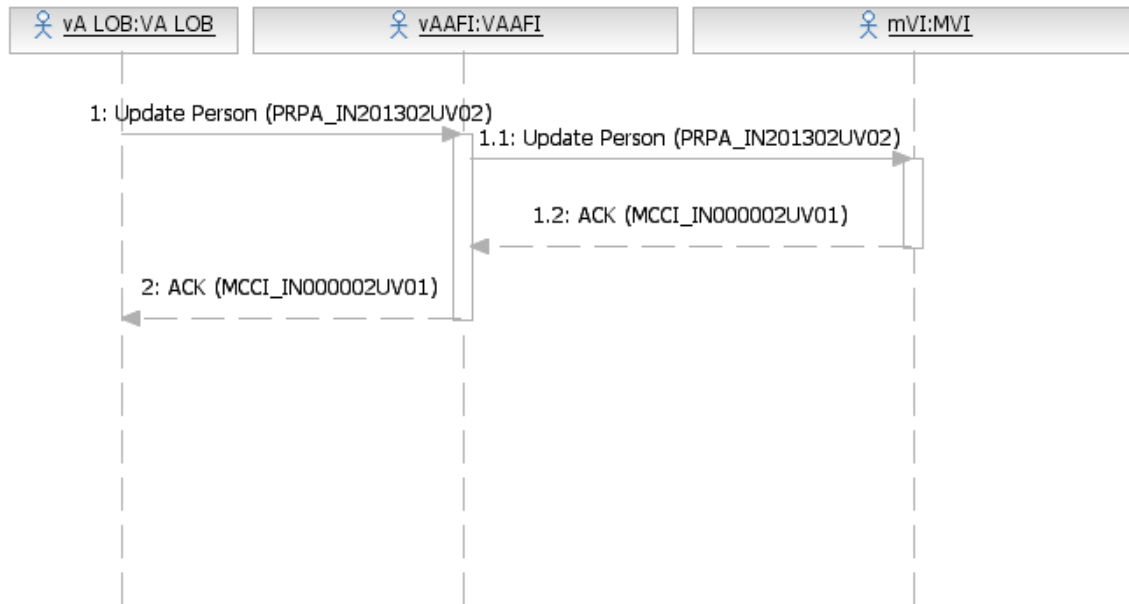 vA LOB:VA LOB
vAAFI:VAAFI
mVI:MVI
1: Update Person (PRPA_IN201302UV02)
1.1: Update Person (PRPA_IN201302UV02)
1.2: ACK (MCCI_IN000002UV01)
2: ACK (MCCI_IN000002UV01)